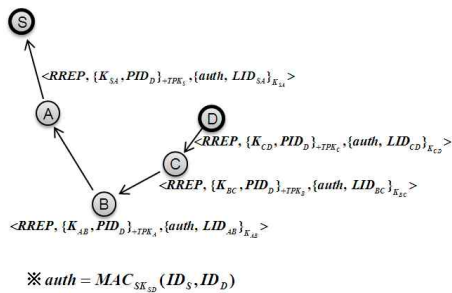 S
<RREP, {K_SA, PID_D}_+TPK_S, {auth, LID_SA}_K_SA>
A
D
<RREP, {K_CD, PID_D}_+TPK_C, {auth, LID_CD}_K_CD>
C
<RREP, {K_BC, PID_D}_+TPK_B, {auth, LID_BC}_K_BC>
B
<RREP, {K_AB, PID_D}_+TPK_A, {auth, LID_AB}_K_AB>
※ auth = MAC_SK_SD (ID_S, ID_D)